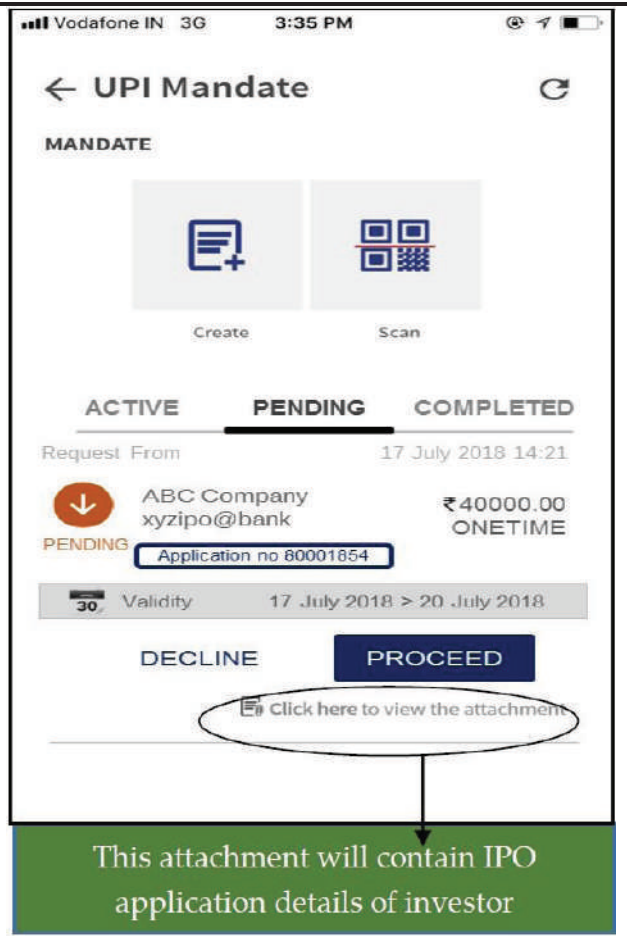 Vodafone IN 3G 3:35 PM
UPI Mandate
MANDATE
Create Scan
ACTIVE PENDING COMPLETED
Request From 17 July 2018 14:21
ABC Company ₹40000.00
xyzipo@bank ONETIME
PENDING
Application no 80001854
30 Validity 17 July 2018 > 20 July 2018
DECLINE PROCEED
Click here to view the attachment
This attachment will contain IPO
application details of investor